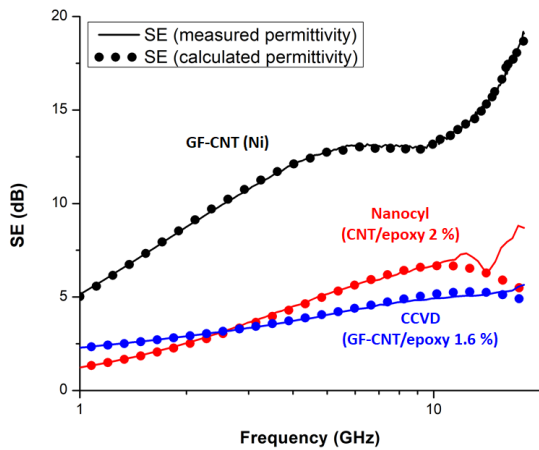 20
15
10
5
0
SE (dB)
SE (measured permittivity)
SE (calculated permittivity)
GF-CNT (Ni)
Nanocyl
(CNT/epoxy 2 %)
CCVD
(GF-CNT/epoxy 1.6 %)
1
10
Frequency (GHz)